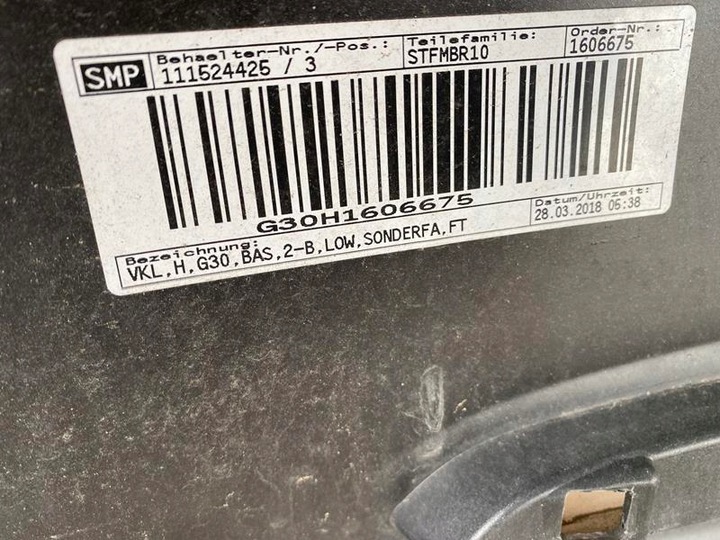 SMP
Behaelter-Nr./-Pos.:
111524425 / 3
Teilefamilie:
STFMBR10
Order-Nr.:
1606675
G30H1606675
Bezeichnung:
VKL,H,G30,BAS,2-B,LOW,SONDERFA,FT
Datum/Uhrzeit:
28.03.2018 06:38